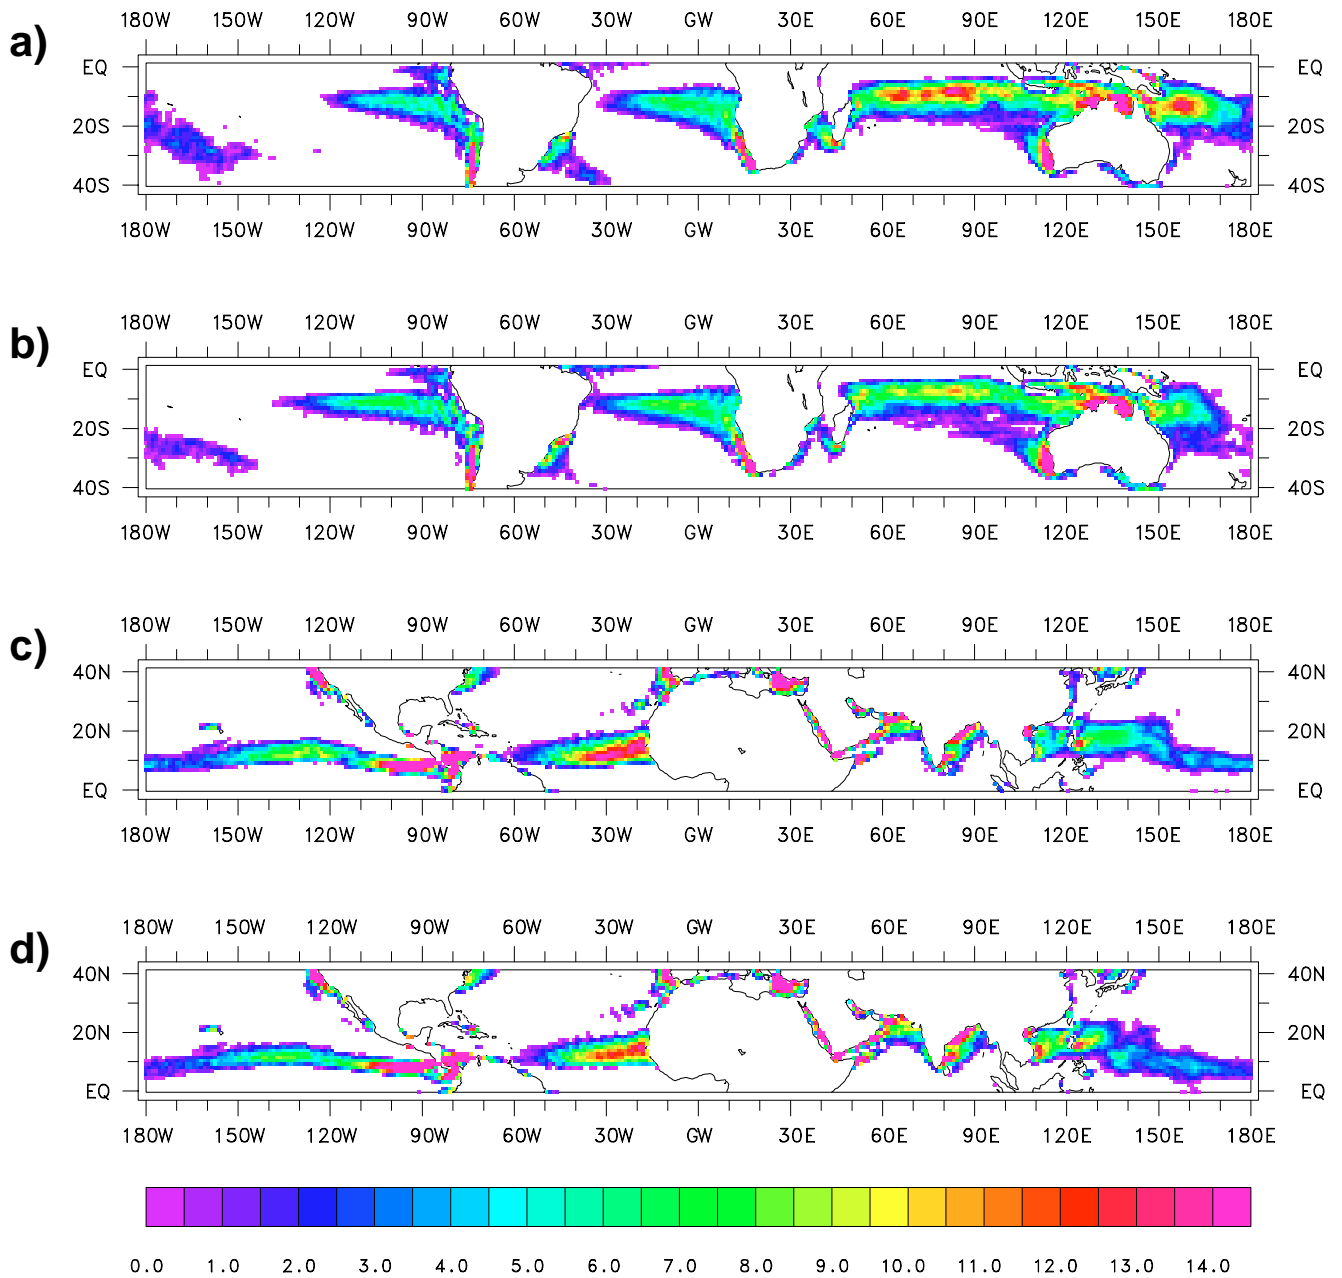 a)
180W 150W 120W 90W 60W 30W GW 30E 60E 90E 120E 150E 180E
EQ EQ
20S 20S
40S 40S
180W 150W 120W 90W 60W 30W GW 30E 60E 90E 120E 150E 180E
b)
180W 150W 120W 90W 60W 30W GW 30E 60E 90E 120E 150E 180E
EQ EQ
20S 20S
40S 40S
180W 150W 120W 90W 60W 30W GW 30E 60E 90E 120E 150E 180E
c)
180W 150W 120W 90W 60W 30W GW 30E 60E 90E 120E 150E 180E
40N 40N
20N 20N
EQ EQ
180W 150W 120W 90W 60W 30W GW 30E 60E 90E 120E 150E 180E
d)
180W 150W 120W 90W 60W 30W GW 30E 60E 90E 120E 150E 180E
40N 40N
20N 20N
EQ EQ
180W 150W 120W 90W 60W 30W GW 30E 60E 90E 120E 150E 180E
0.0 1.0 2.0 3.0 4.0 5.0 6.0 7.0 8.0 9.0 10.0 11.0 12.0 13.0 14.0